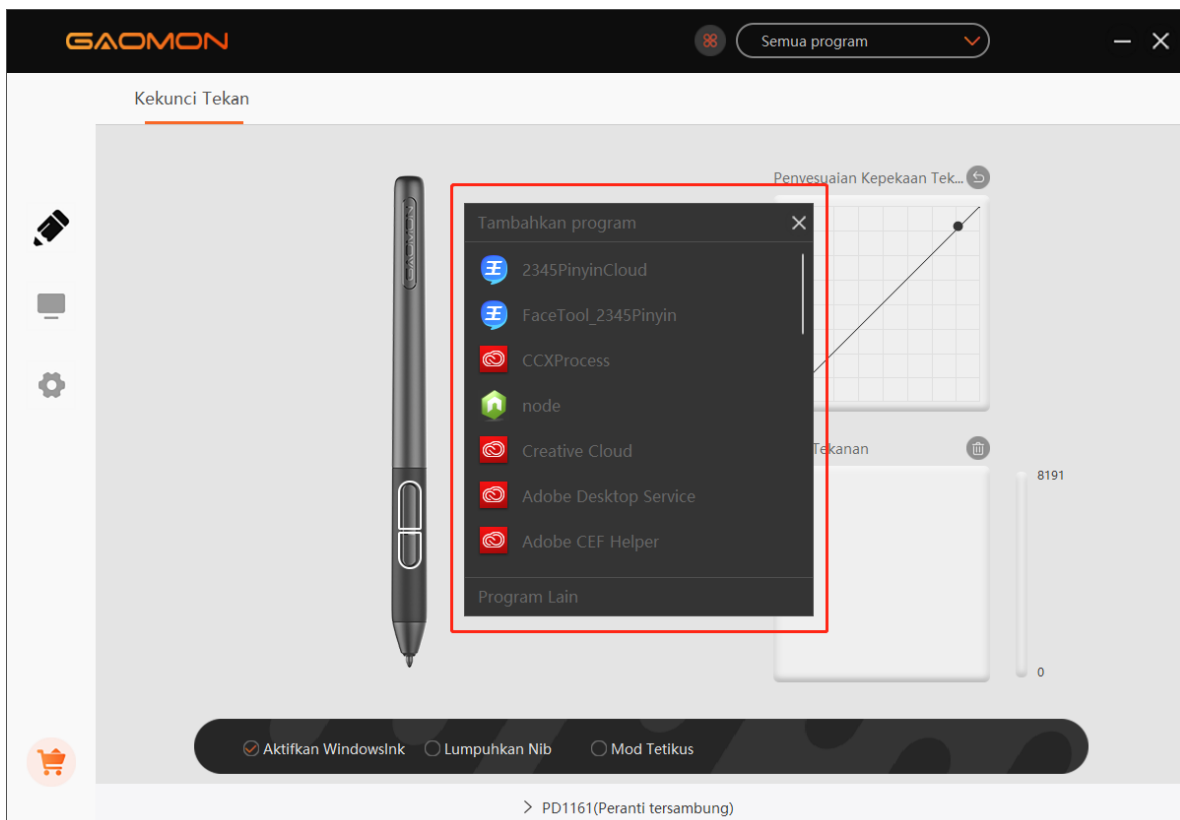 GAOMON
Semua program
Kekunci Tekan
GAOMON
Penyesuaian Kepekaan Tek...
Tambahkan program
2345PinyinCloud
FaceTool_2345Pinyin
CCXProcess
node
Creative Cloud
Adobe Desktop Service
Adobe CEF Helper
Program Lain
Tekanan
8191
0
Aktifkan WindowsInk
Lumpuhkan Nib
Mod Tetikus
PD1161(Peranti tersambung)